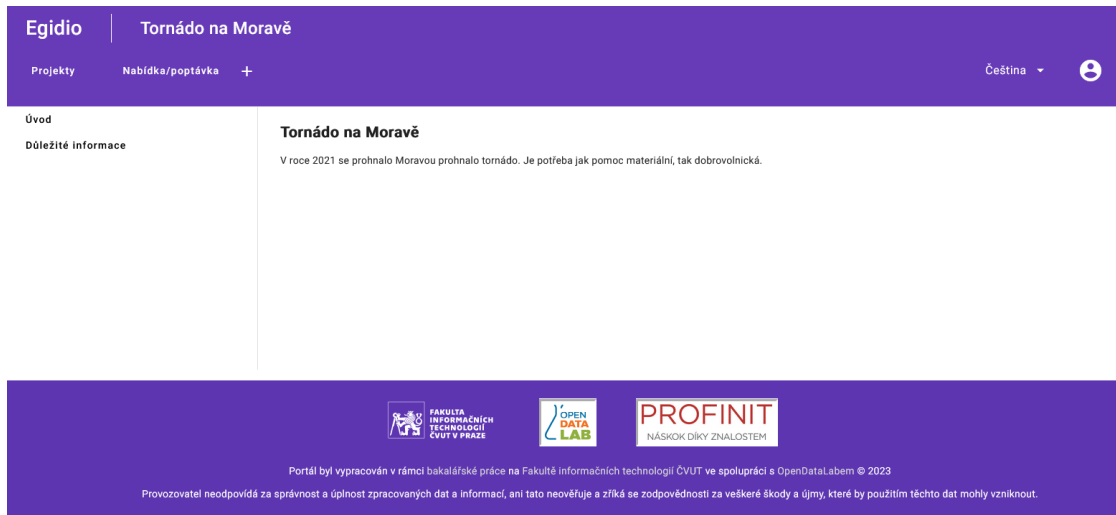 Egidio
Tornádo na Moravě
Projekty
Nabídka/poptávka +
Čeština
Úvod
Důležité informace
Tornádo na Moravě
V roce 2021 se prohnalo Moravou prohnalo tornádo. Je potřeba jak pomoc materiální, tak dobrovolnická.
FAKULTA
INFORMAČNÍCH
TECHNOLOGIÍ
ČVUT V PRAZE
OPEN
DATA
LAB
PROFINIT
NÁSKOK DÍKY ZNALOSTEM
Portál byl vypracován v rámci bakalářské práce na Fakultě informačních technologií ČVUT ve spolupráci s OpenDataLabem © 2023
Provozovatel neodpovídá za správnost a úplnost zpracovaných dat a informací, ani tato neověřuje a zříká se zodpovědnosti za veškeré škody a újmy, které by použitím těchto dat mohly vzniknout.